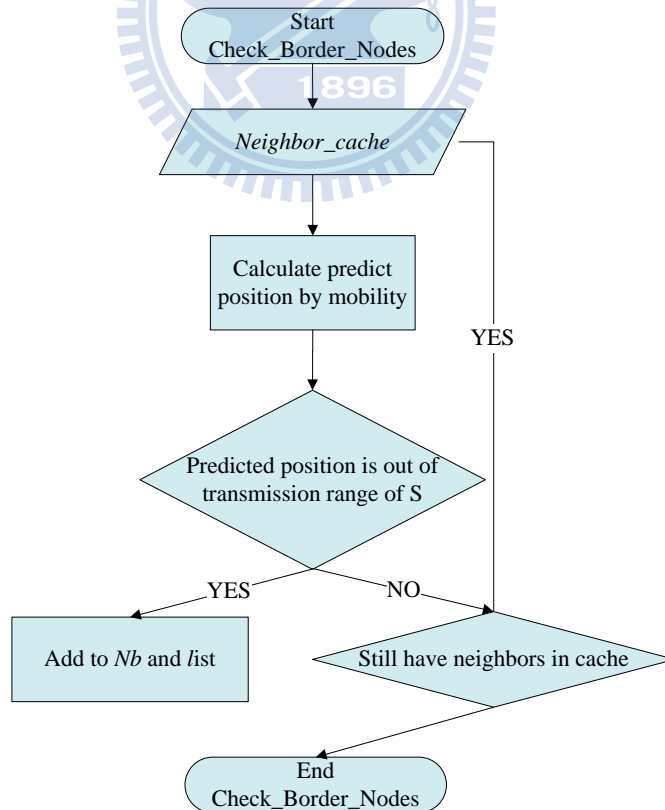 Start
Check_Border_Nodes
1896
Neighbor_cache
Calculate predict
position by mobility
YES
Predicted position is out of
transmission range of S
YES
NO
Add to Nb and list
Still have neighbors in cache
End
Check_Border_Nodes